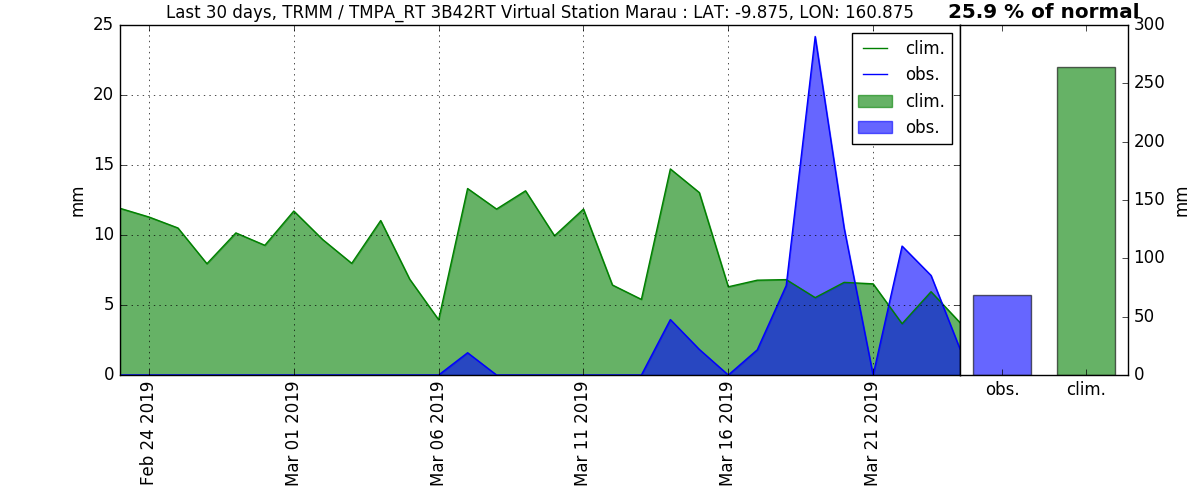 Last 30 days, TRMM / TMPA_RT 3B42RT Virtual Station Marau : LAT: -9.875, LON: 160.875
25.9 % of normal
mm
25
20
15
10
5
0
clim.
obs.
clim.
obs.
300
250
200
150
100
50
0
mm
Feb 24 2019
Mar 01 2019
Mar 06 2019
Mar 11 2019
Mar 16 2019
Mar 21 2019
obs.
clim.